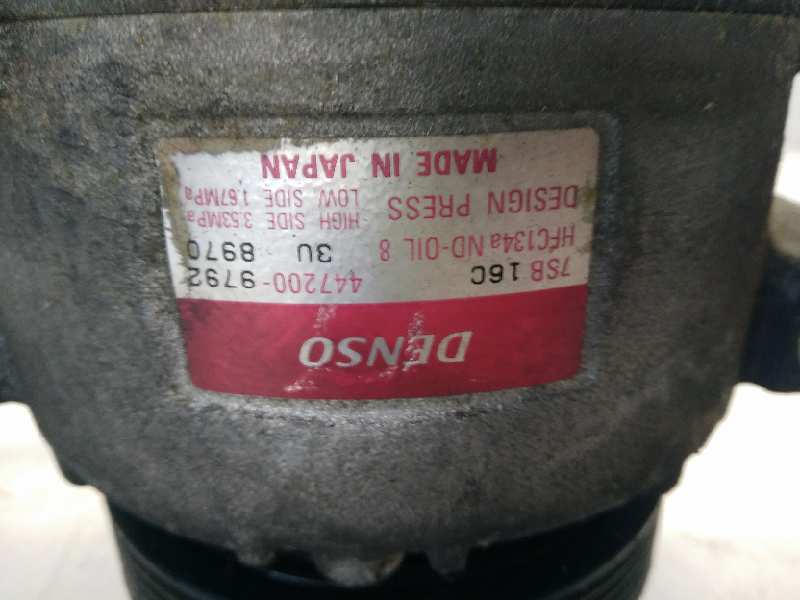 DENSO
7SB 16C 447200-9792
HFC134a ND-OIL 8 3U 8970
DESIGN PRESS HIGH SIDE 3.53MPa
LOW SIDE 1.67MPa
MADE IN JAPAN